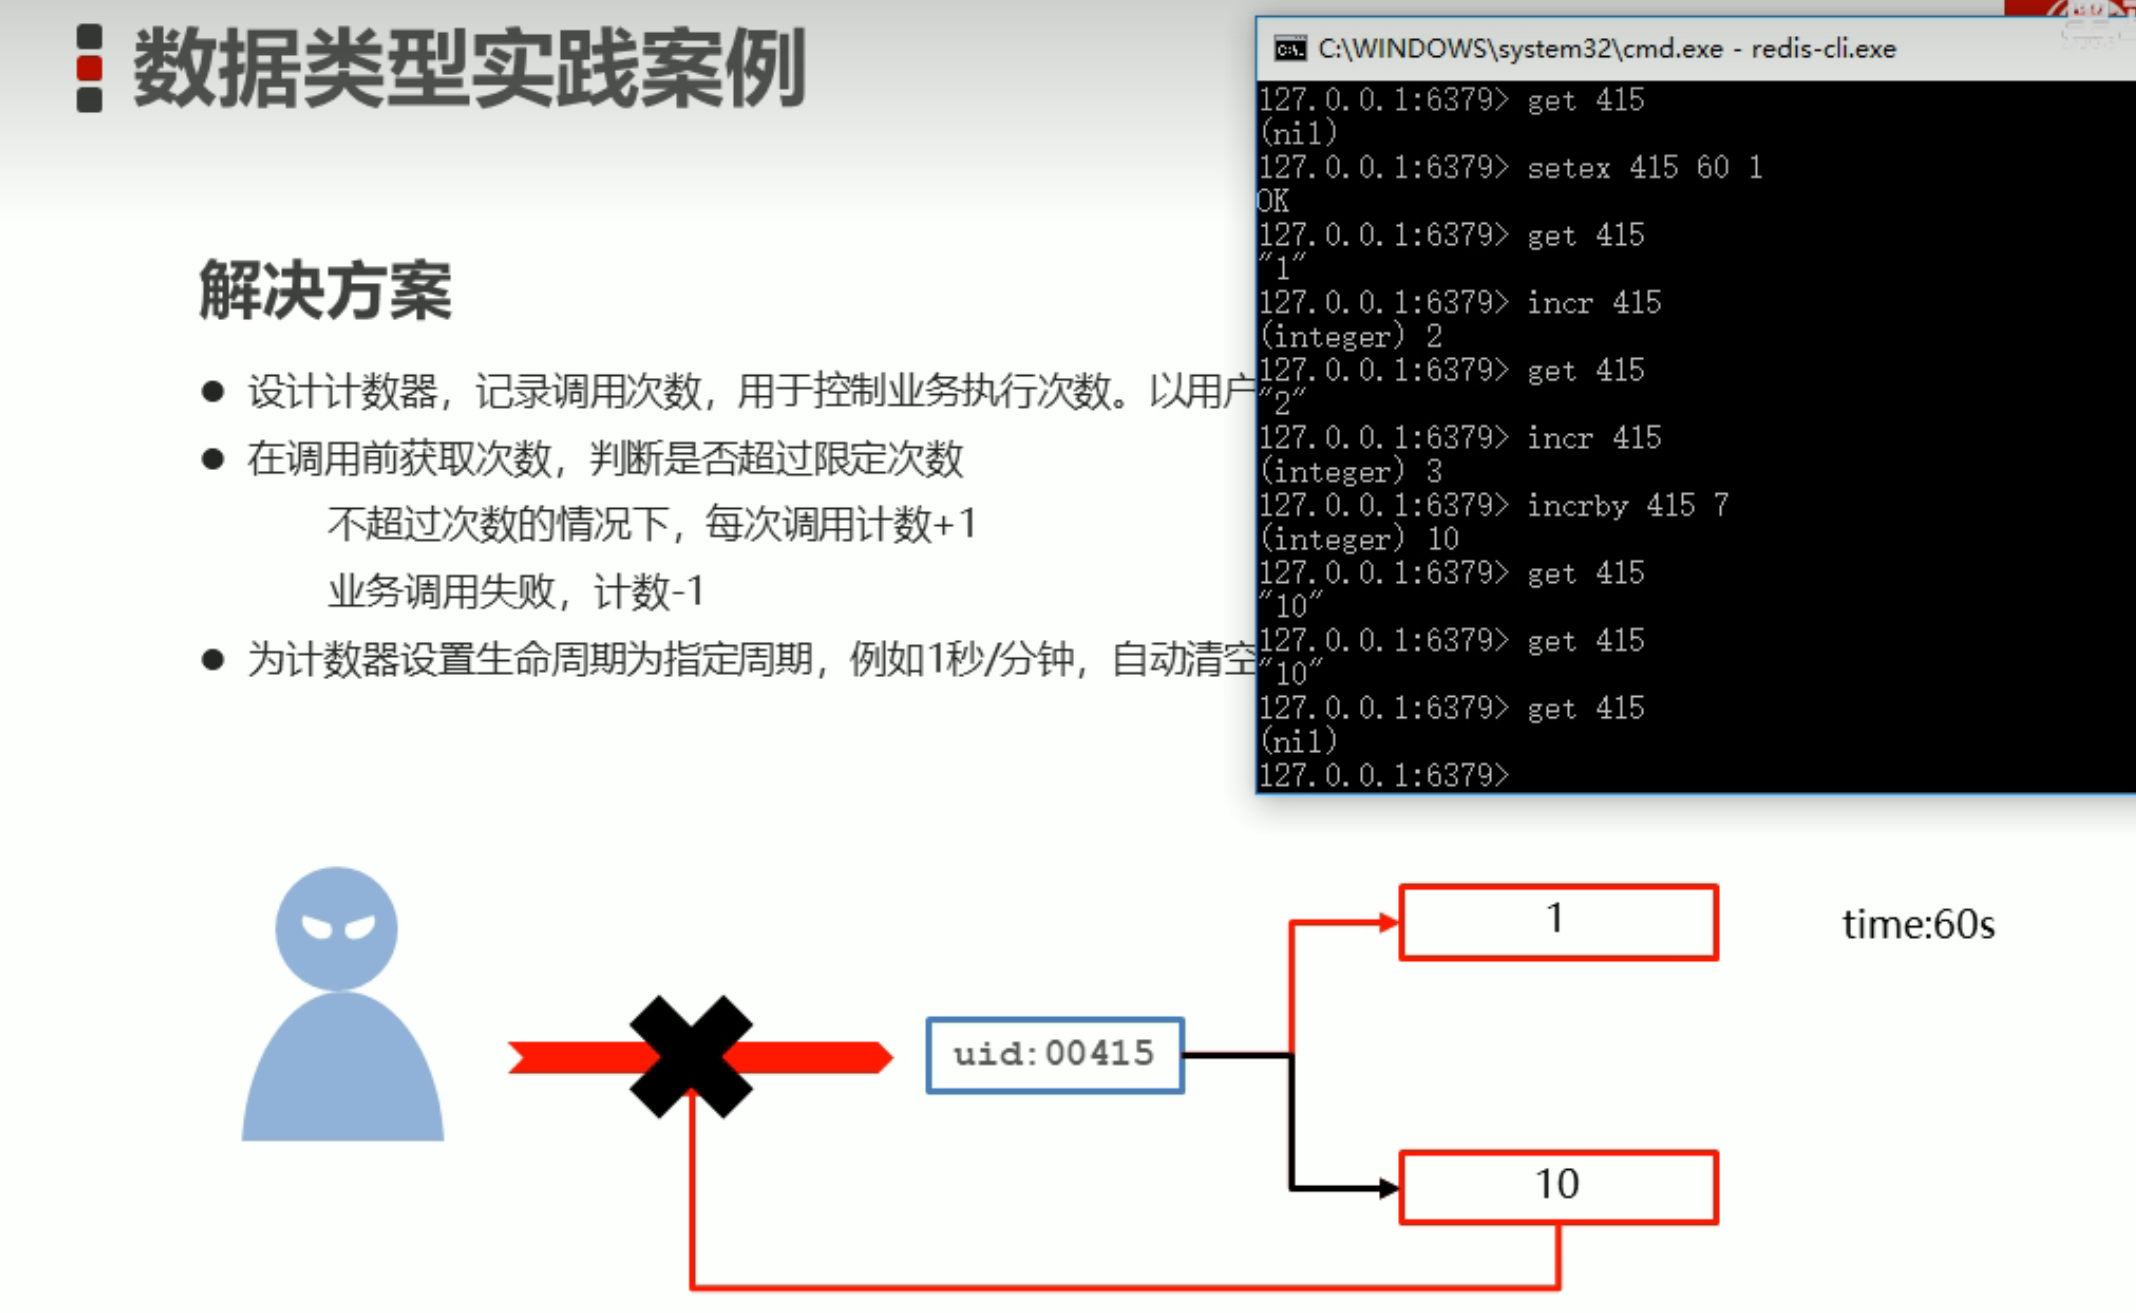 数据类型实践案例
解决方案
● 设计计数器，记录调用次数，用于控制业务执行次数。以用户
● 在调用前获取次数，判断是否超过限定次数
不超过次数的情况下，每次调用计数+1
业务调用失败，计数-1
● 为计数器设置生命周期为指定周期，例如1秒/分钟，自动清空
C:\WINDOWS\system32\cmd.exe - redis-cli.exe
127.0.0.1:6379> get 415
(nil)
127.0.0.1:6379> setex 415 60 1
OK
127.0.0.1:6379> get 415
"1"
127.0.0.1:6379> incr 415
(integer) 2
127.0.0.1:6379> get 415
"2"
127.0.0.1:6379> incr 415
(integer) 3
127.0.0.1:6379> incrby 415 7
(integer) 10
127.0.0.1:6379> get 415
"10"
127.0.0.1:6379> get 415
"10"
127.0.0.1:6379> get 415
(nil)
127.0.0.1:6379>
1
time:60s
uid:00415
10